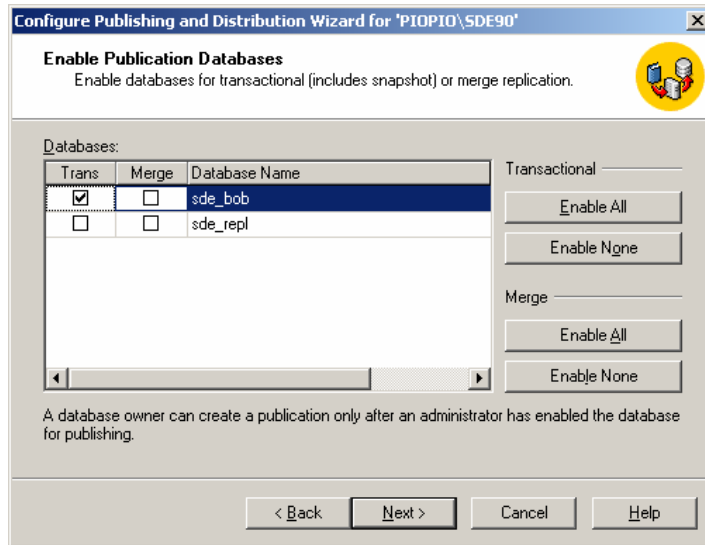 Configure Publishing and Distribution Wizard for 'PIOPIO\SDE90'
Enable Publication Databases
Enable databases for transactional (includes snapshot) or merge replication.
Databases:
Trans Merge Database Name
sde_bob
sde_repl
Transactional
Enable All
Enable None
Merge
Enable All
Enable None
A database owner can create a publication only after an administrator has enabled the database
for publishing.
< Back Next > Cancel Help